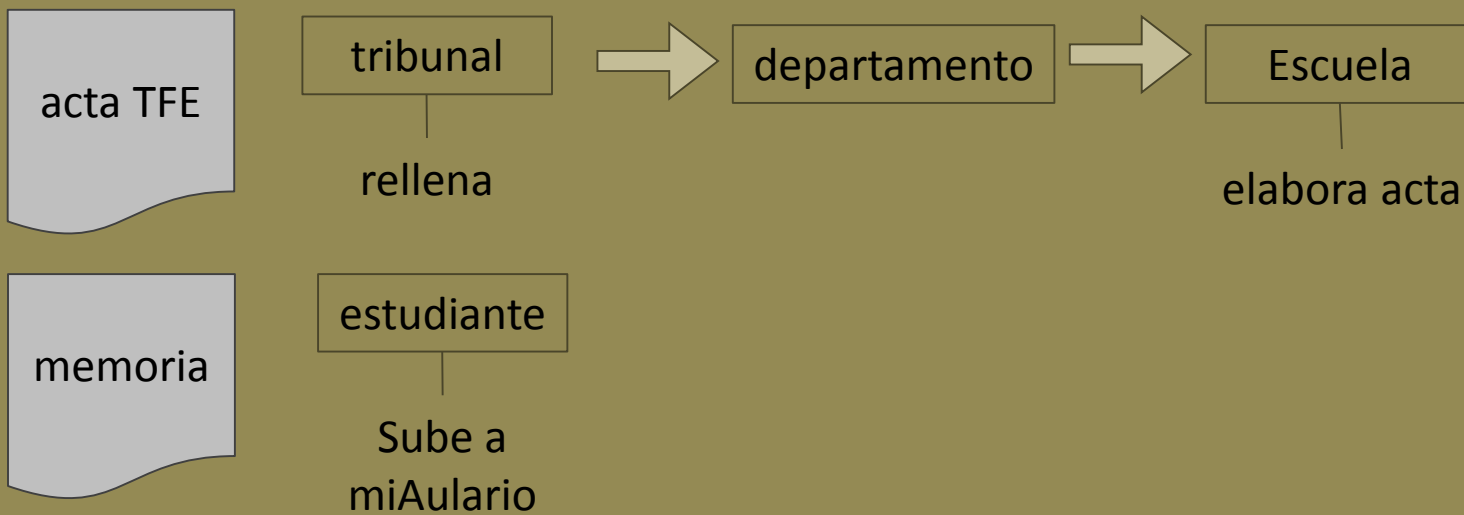 acta TFE
tribunal
departamento
Escuela
rellena
elabora acta
memoria
estudiante
Sube a
miAulario